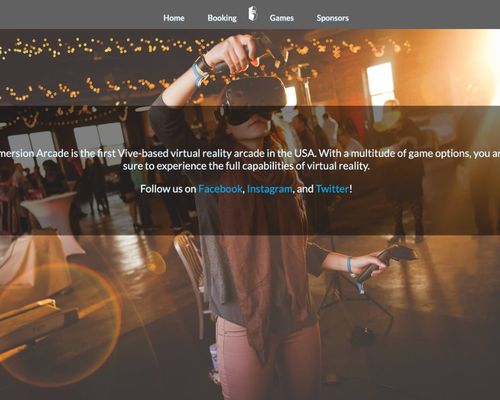 Home Booking Games Sponsors
mersion Arcade is the first Vive-based virtual reality arcade in the USA. With a multitude of game options, you ar
sure to experience the full capabilities of virtual reality.
Follow us on Facebook, Instagram, and Twitter!